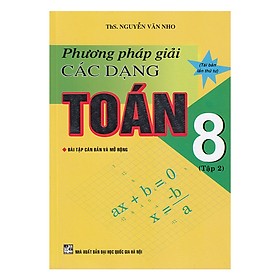 ThS. NGUYỄN VĂN NHO
Phương pháp giải
(Tái bản
lần thứ tư)
CÁC DẠNG
TOÁN 8
BÀI TẬP CĂN BẢN VÀ MỞ RỘNG
(Tập 2)
ax + b = 0
x = -b/a
NHÀ XUẤT BẢN ĐẠI HỌC QUỐC GIA HÀ NỘI